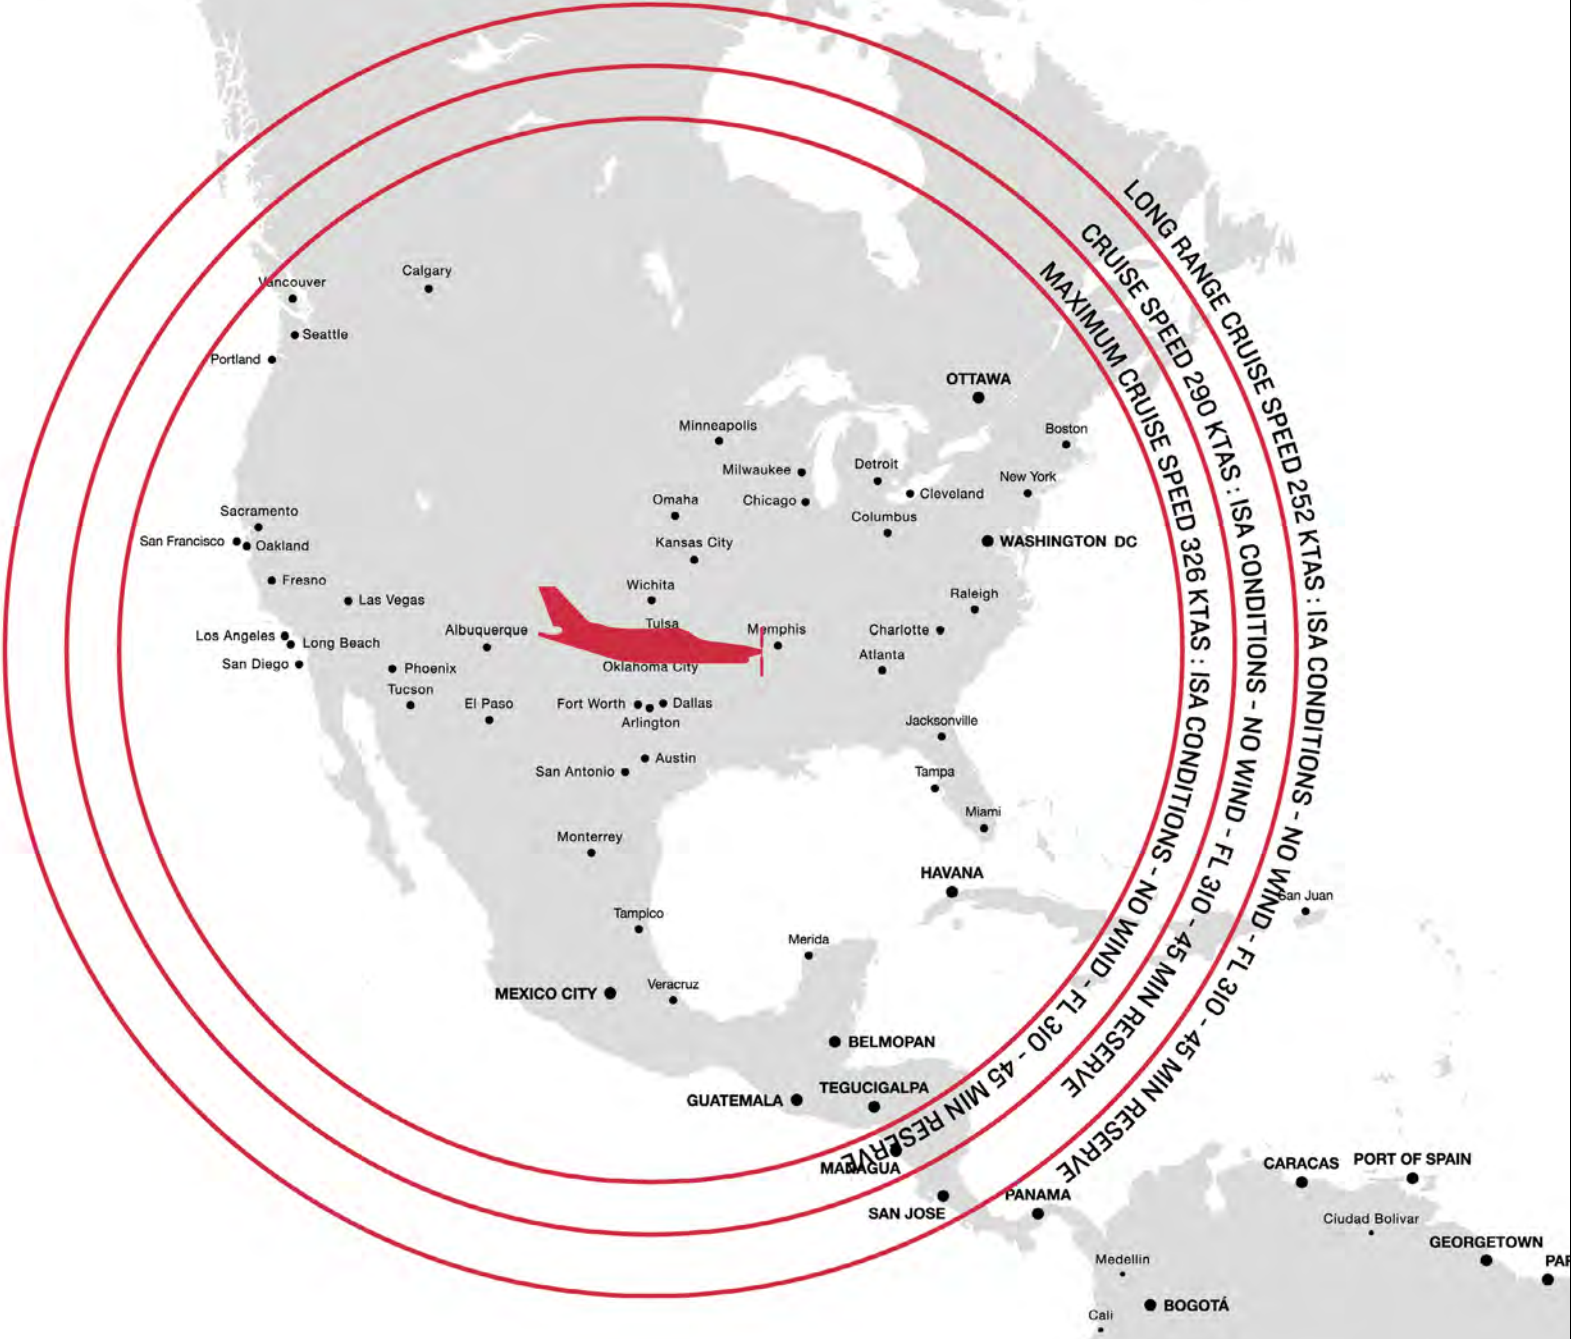 LONG RANGE CRUISE SPEED 252 KTAS : ISA CONDITIONS - NO WIND - FL 310 - 45 MIN RESERVE
CRUISE SPEED 290 KTAS : ISA CONDITIONS - NO WIND - FL 310 - 45 MIN RESERVE
MAXIMUM CRUISE SPEED 326 KTAS : ISA CONDITIONS - NO WIND - FL 310 - 45 MIN RESERVE
Calgary
Vancouver
Seattle
Portland
OTTAWA
Minneapolis
Boston
Milwaukee
Detroit
New York
Omaha
Chicago
Cleveland
Sacramento
Columbus
San Francisco
Oakland
Kansas City
WASHINGTON DC
Fresno
Wichita
Las Vegas
Raleigh
Tulsa
Albuquerque
Memphis
Charlotte
Los Angeles
Long Beach
San Diego
Phoenix
Oklahoma City
Atlanta
Tucson
El Paso
Fort Worth
Dallas
Arlington
Jacksonville
Austin
San Antonio
Tampa
Miami
Monterrey
HAVANA
San Juan
Tampico
Merida
Veracruz
MEXICO CITY
BELMOPAN
TEGUCIGALPA
GUATEMALA
MANAGUA
CARACAS
PORT OF SPAIN
PANAMA
SAN JOSE
Ciudad Bolivar
GEORGETOWN
Medellin
PAR
BOGOTÁ
Cali